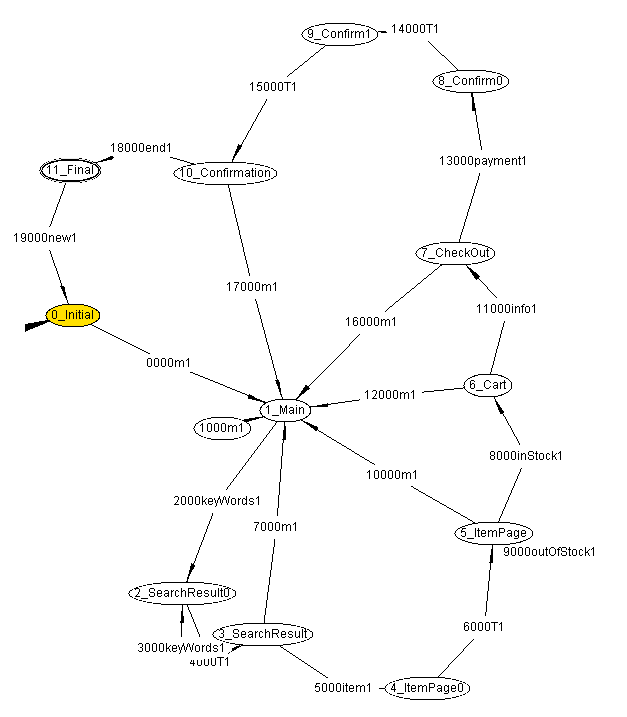 9_Confirm1
14000T1
8_Confirm0
15000T1
18000end1
13000payment1
11_Final
10_Confirmation
19000new1
7_CheckOut
17000m1
0_Initial
16000m1
11000info1
0000m1
6_Cart
12000m1
1_Main
1000m1
8000inStock1
10000m1
2000keyWords1
7000m1
5_ItemPage
9000outOfStock1
2_SearchResult0
6000T1
3_SearchResult
3000keyWords1
4000T1
5000item1
4_ItemPage0